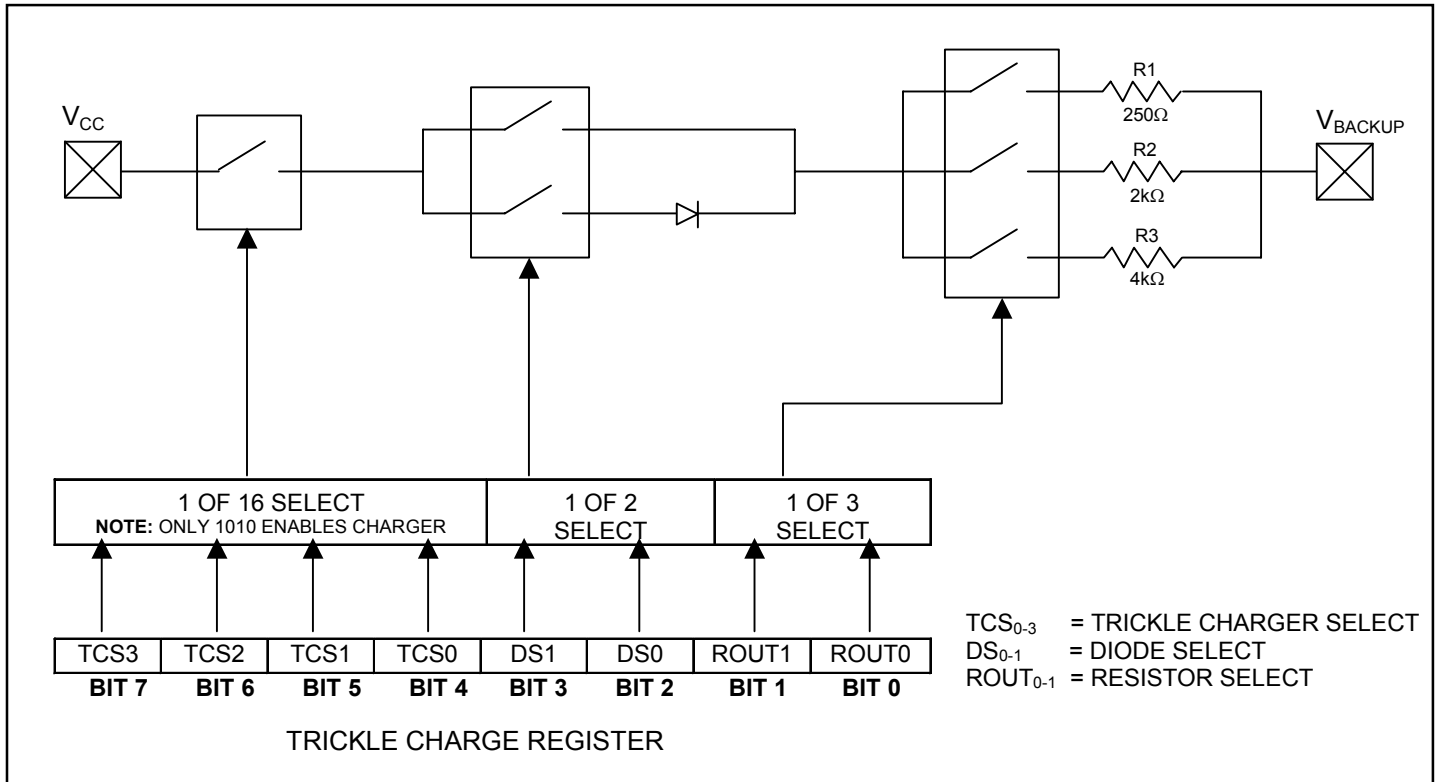 V_CC
R1
250Ω
V_BACKUP
R2
2kΩ
R3
4kΩ
1 OF 16 SELECT
NOTE: ONLY 1010 ENABLES CHARGER
1 OF 2
SELECT
1 OF 3
SELECT
TCS3 TCS2 TCS1 TCS0 DS1 DS0 ROUT1 ROUT0
BIT 7 BIT 6 BIT 5 BIT 4 BIT 3 BIT 2 BIT 1 BIT 0
TCS0-3 = TRICKLE CHARGER SELECT
DS0-1 = DIODE SELECT
ROUT0-1 = RESISTOR SELECT
TRICKLE CHARGE REGISTER